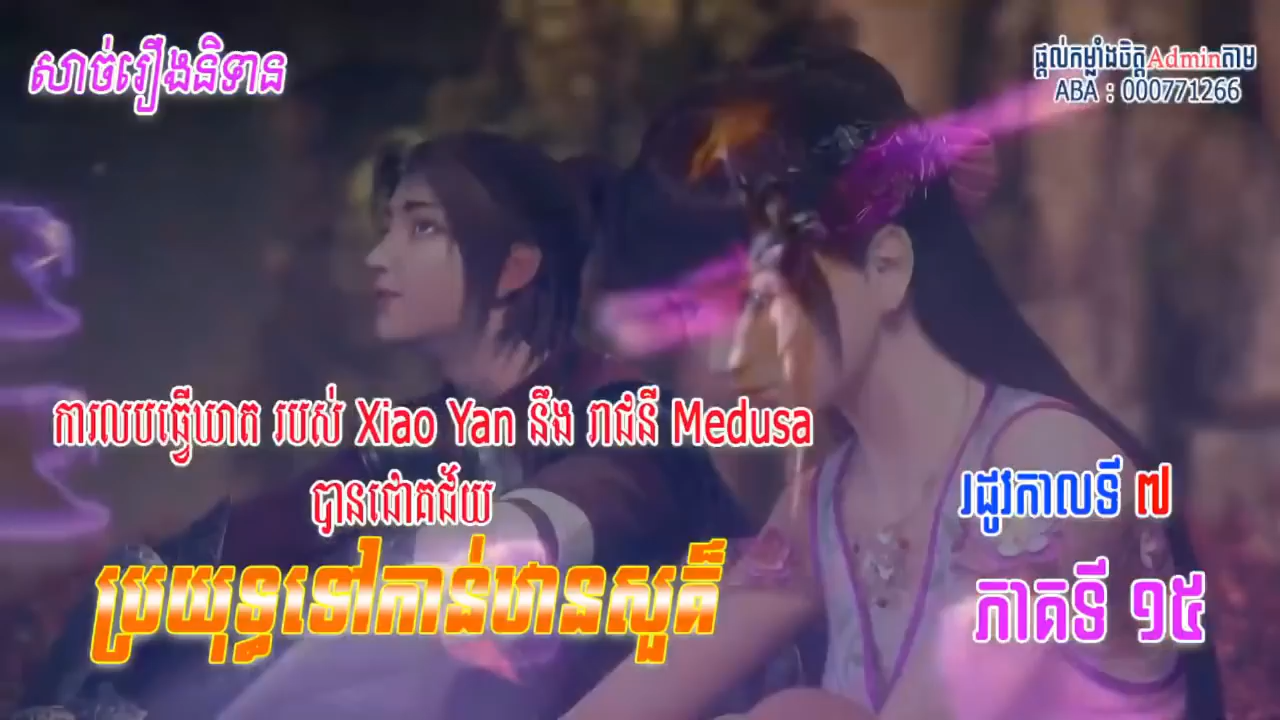 សាច់រឿងនិទាន
ផ្តល់កម្លាំងចិត្តAdminតាម
ABA : 000771266
ការលបធ្វើឃាត របស់ Xiao Yan នឹង រាជនី Medusa
បានជោគជ័យ
រដូវកាលទី ៧
ប្រយុទ្ធទៅកាន់ឋានសួគ៌
ភាគទី ១៥